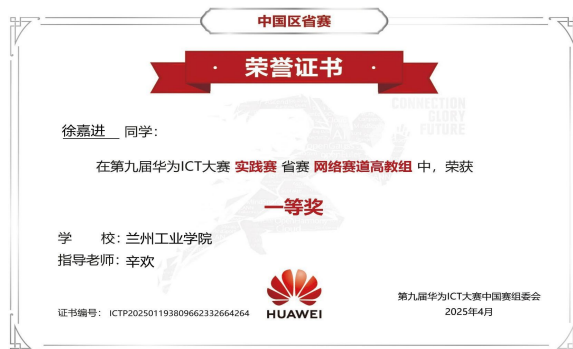 中国区省赛
荣誉证书
CONNECTION
GLORY
FUTURE
徐嘉进 同学：
在第九届华为ICT大赛 实践赛 省赛 网络赛道高教组 中，荣获
一等奖
学 校：兰州工业学院
指导老师：辛欢
证书编号： ICTP202501193809662332664264
HUAWEI
第九届华为ICT大赛中国赛组委会
2025年4月